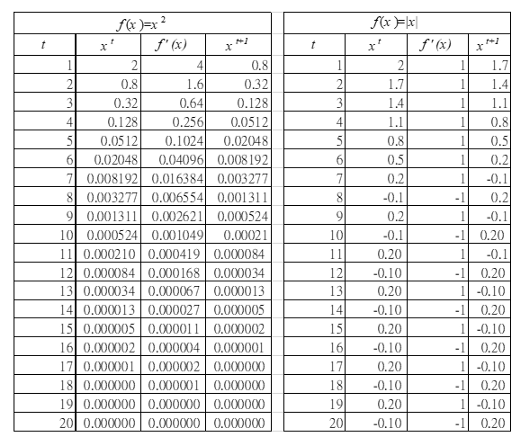 f(x)=x 2 f(x)=|x|
t x t f'(x) x t+1 t x t f'(x) x t+1
1 2 4 0.8 1 2 1 1.7
2 0.8 1.6 0.32 2 1.7 1 1.4
3 0.32 0.64 0.128 3 1.4 1 1.1
4 0.128 0.256 0.0512 4 1.1 1 0.8
5 0.0512 0.1024 0.02048 5 0.8 1 0.5
6 0.02048 0.04096 0.008192 6 0.5 1 0.2
7 0.008192 0.016384 0.003277 7 0.2 1 -0.1
8 0.003277 0.006554 0.001311 8 -0.1 -1 0.2
9 0.001311 0.002621 0.000524 9 0.2 1 -0.1
10 0.000524 0.001049 0.00021 10 -0.1 -1 0.20
11 0.000210 0.000419 0.000084 11 0.20 1 -0.1
12 0.000084 0.000168 0.000034 12 -0.10 -1 0.20
13 0.000034 0.000067 0.000013 13 0.20 1 -0.10
14 0.000013 0.000027 0.000005 14 -0.10 -1 0.20
15 0.000005 0.000011 0.000002 15 0.20 1 -0.10
16 0.000002 0.000004 0.000001 16 -0.10 -1 0.20
17 0.000001 0.000002 0.000000 17 0.20 1 -0.10
18 0.000000 0.000001 0.000000 18 -0.10 -1 0.20
19 0.000000 0.000000 0.000000 19 0.20 1 -0.10
20 0.000000 0.000000 0.000000 20 -0.10 -1 0.20